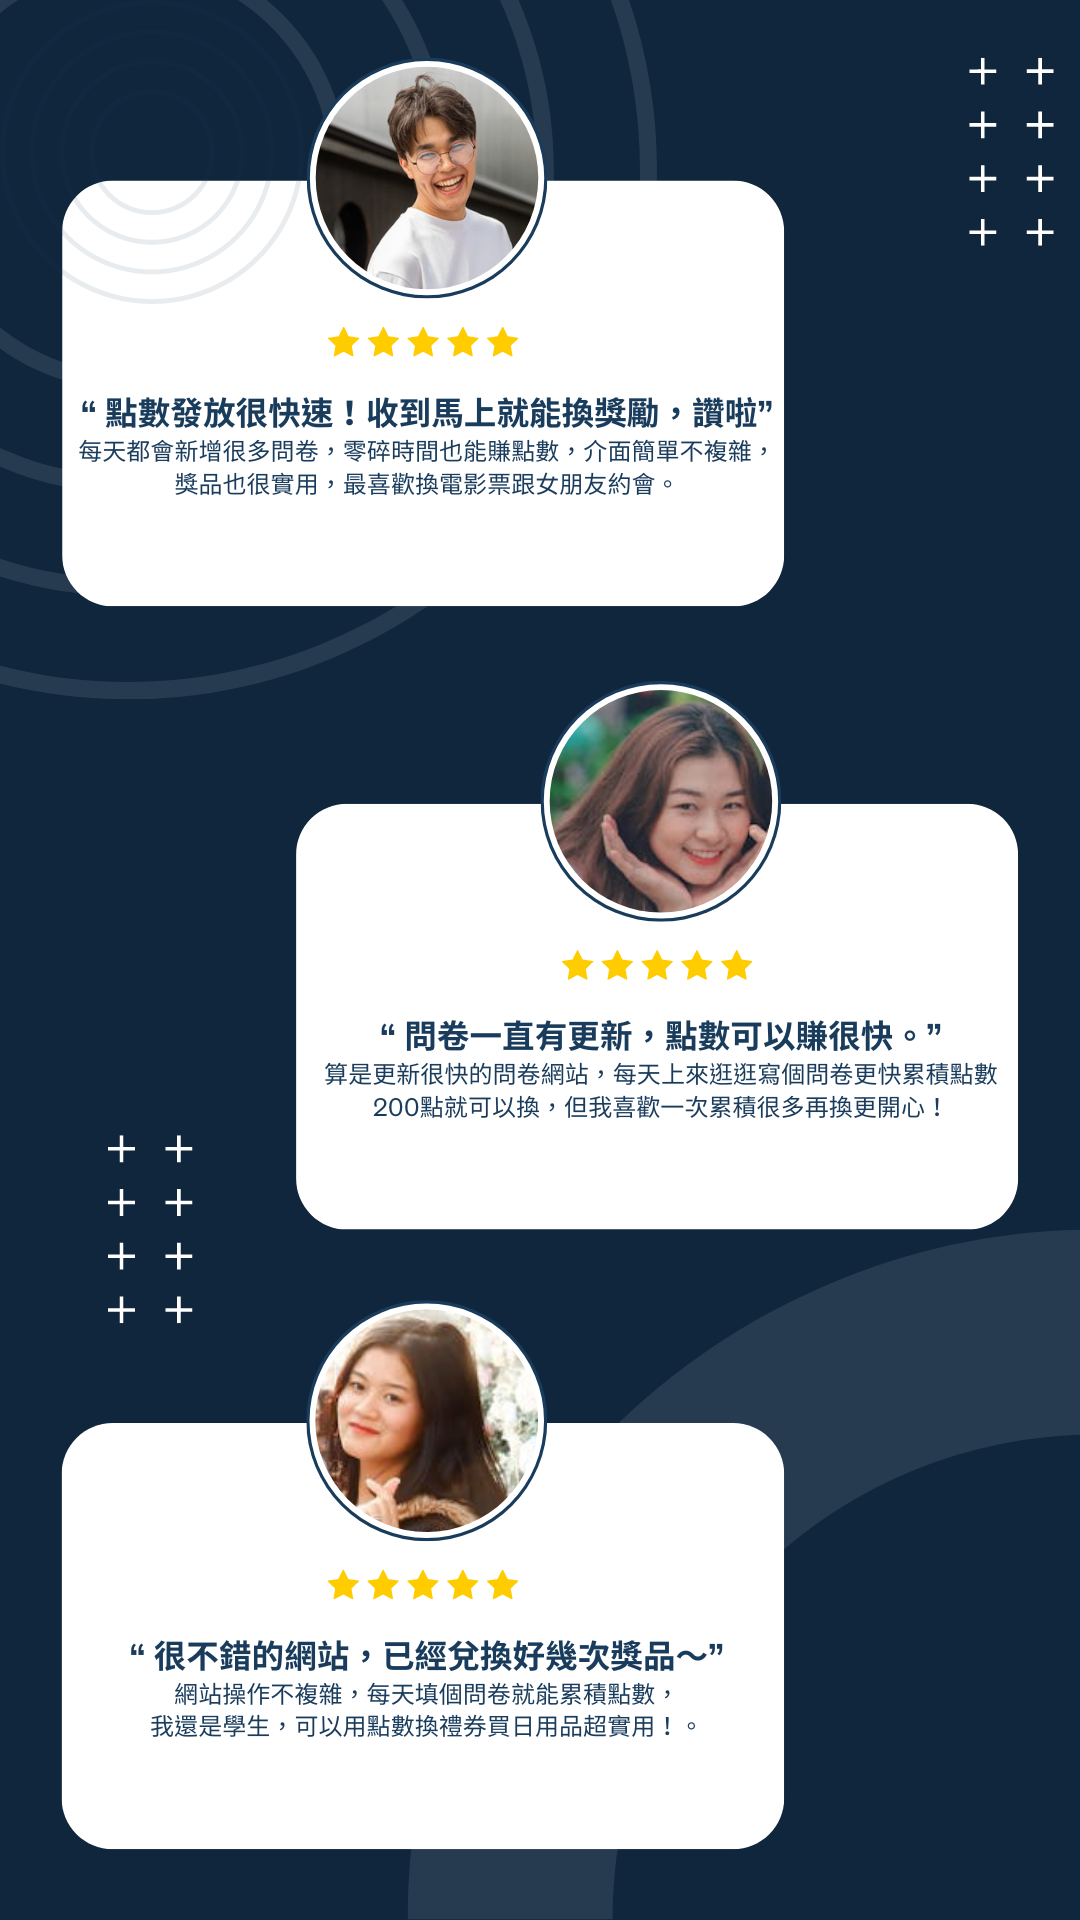 “ 點數發放很快速！收到馬上就能換獎勵，讚啦”
每天都會新增很多問卷，零碎時間也能賺點數，介面簡單不複雜，
獎品也很實用，最喜歡換電影票跟女朋友約會。
“ 問卷一直有更新，點數可以賺很快。”
算是更新很快的問卷網站，每天上來逛逛寫個問卷更快累積點數
200點就可以換，但我喜歡一次累積很多再換更開心！
“ 很不錯的網站，已經兌換好幾次獎品～”
網站操作不複雜，每天填個問卷就能累積點數，
我還是學生，可以用點數換禮券買日用品超實用！。